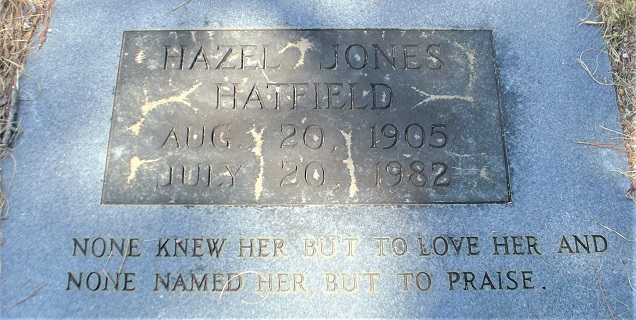 HAZEL JONES
HATFIELD
AUG. 20, 1905
JULY 20, 1982
NONE KNEW HER BUT TO LOVE HER AND
NONE NAMED HER BUT TO PRAISE.